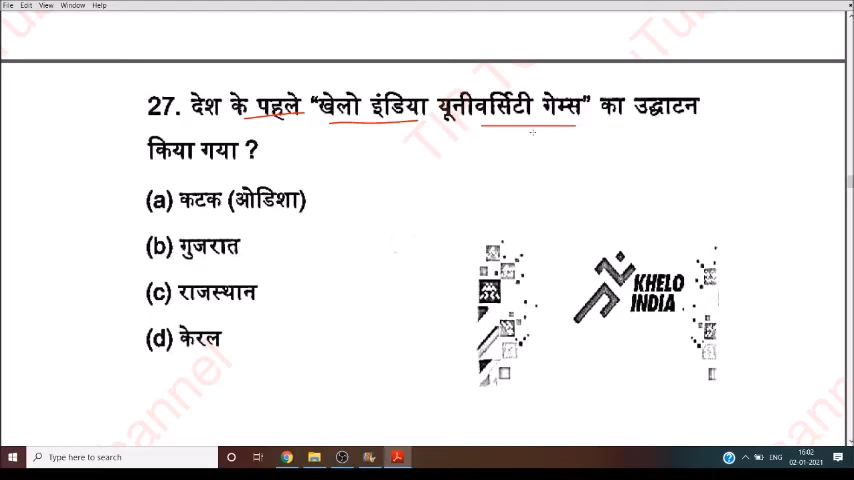 File Edit View Window Help
27. देश के पहले “खेलो इंडिया यूनीवर्सिटी गेम्स” का उद्घाटन
किया गया ?
(a) कटक (ओडिशा)
(b) गुजरात
(c) राजस्थान
(d) केरल
KHELO
INDIA
Type here to search
ENG
16:02
02-01-2021